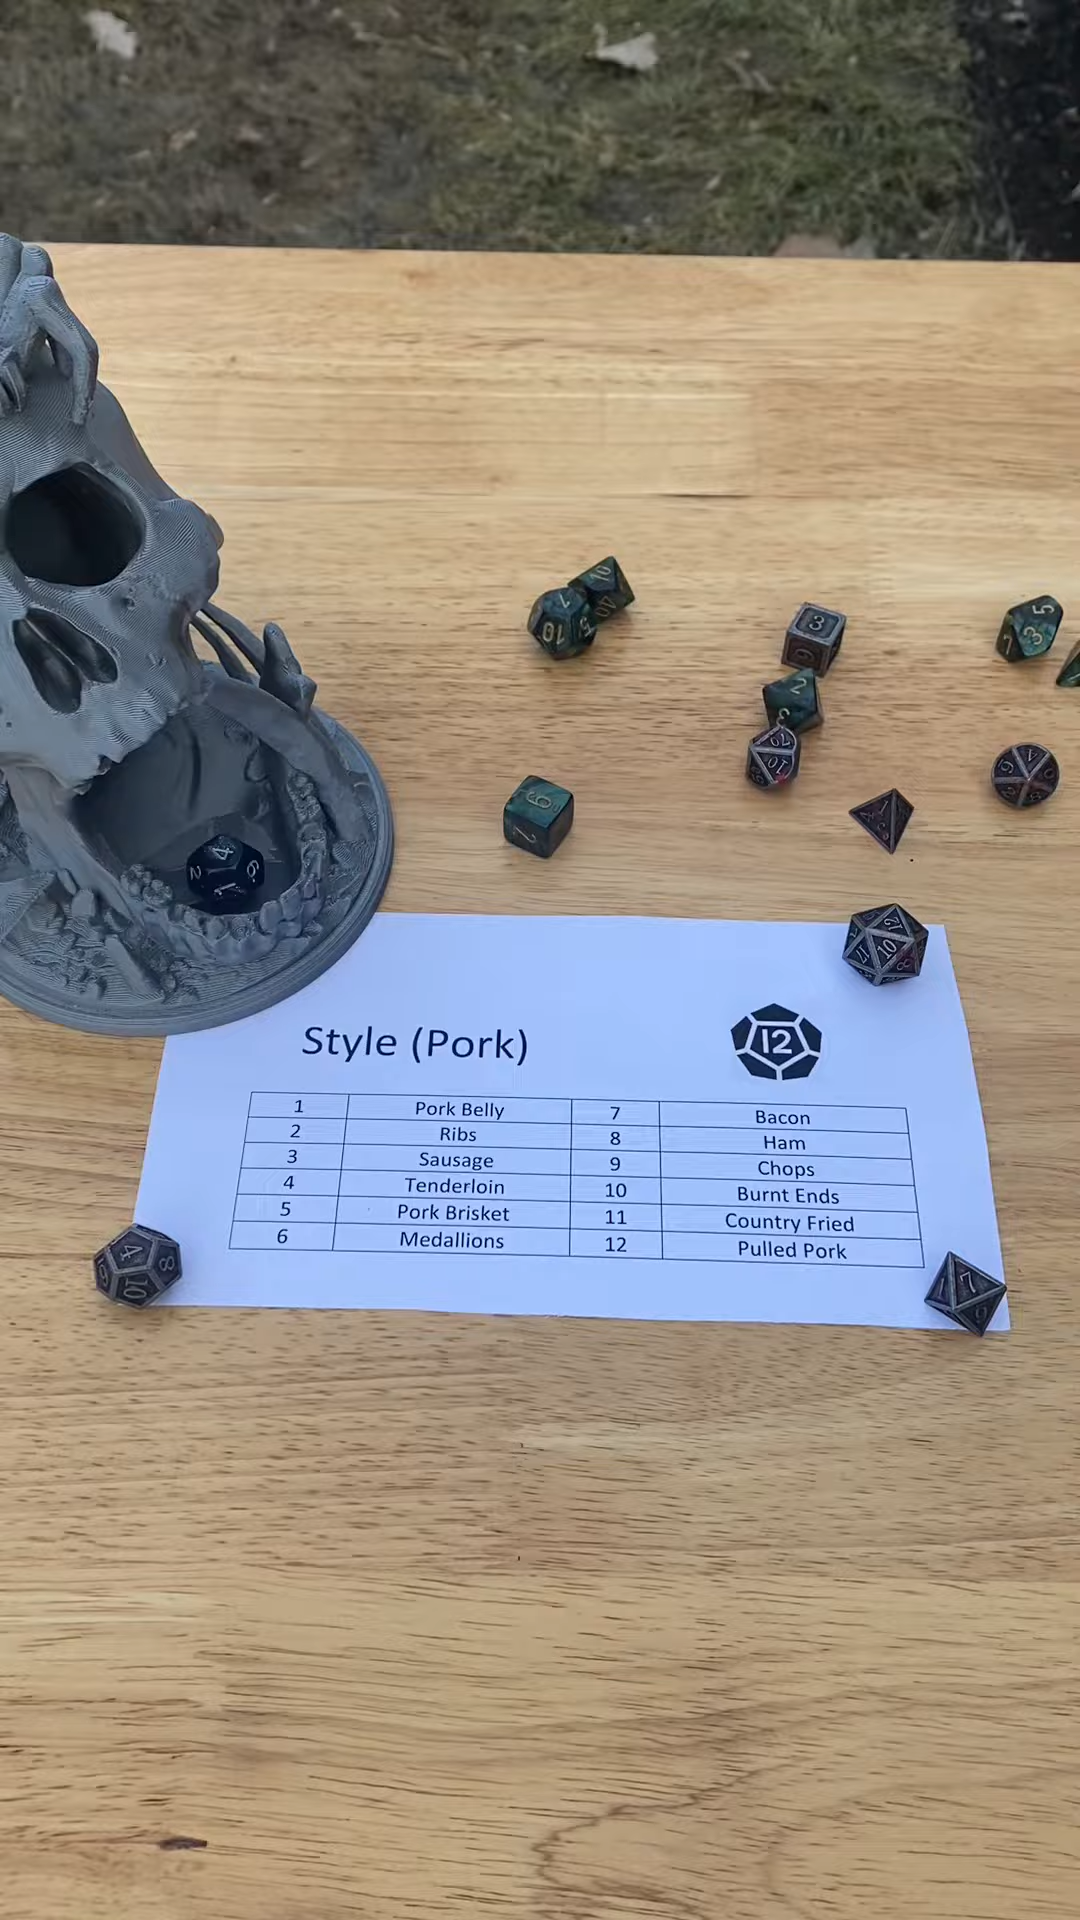 Style (Pork)
12
1 Pork Belly 7 Bacon
2 Ribs 8 Ham
3 Sausage 9 Chops
4 Tenderloin 10 Burnt Ends
5 Pork Brisket 11 Country Fried
6 Medallions 12 Pulled Pork